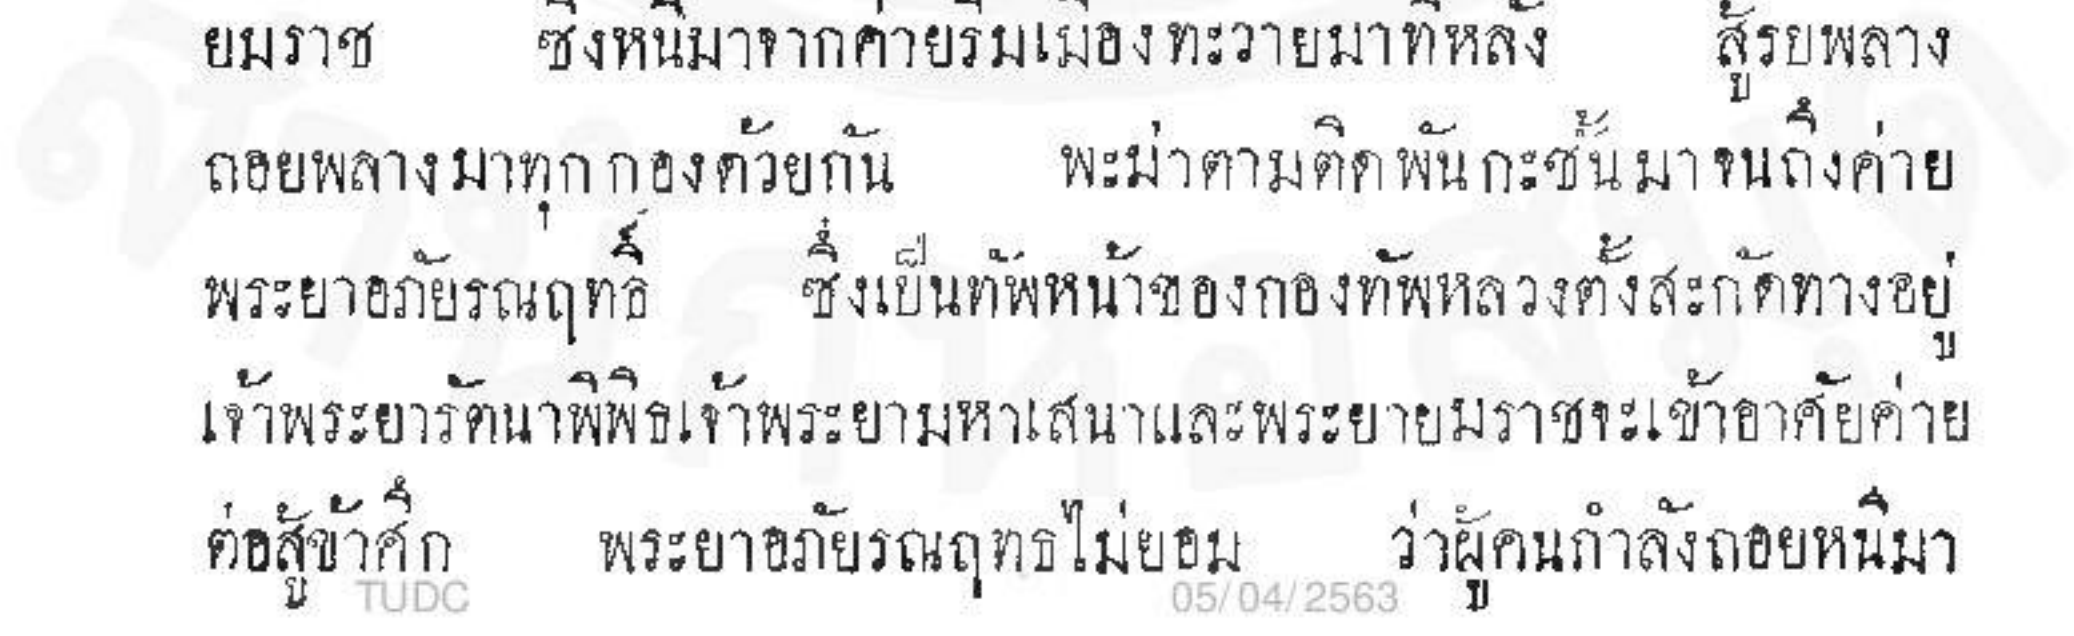 ยมราช ซึ่งหนีมาจากค่ายริมเมืองทะวายมาทีหลัง สู้รบพลาง
ถอยพลางมาทุกกองด้วยกัน พะม่าตามติดพันกะชั้นมาจนถึงค่าย
พระยาอภัยรณฤทธิ์ ซึ่งเป็นทัพหน้าของกองทัพหลวงตั้งสะกัดทางอยู่
เจ้าพระยารัตนาพิพิธเจ้าพระยามหาเสนาและพระยายมราชจะเข้าอาศัยค่าย
ต่อสู้ข้าศึก พระยาอภัยรณฤทธไม่ยอม ว่าผู้คนกำลังถอยหนีมา
TUDC 05/04/2563